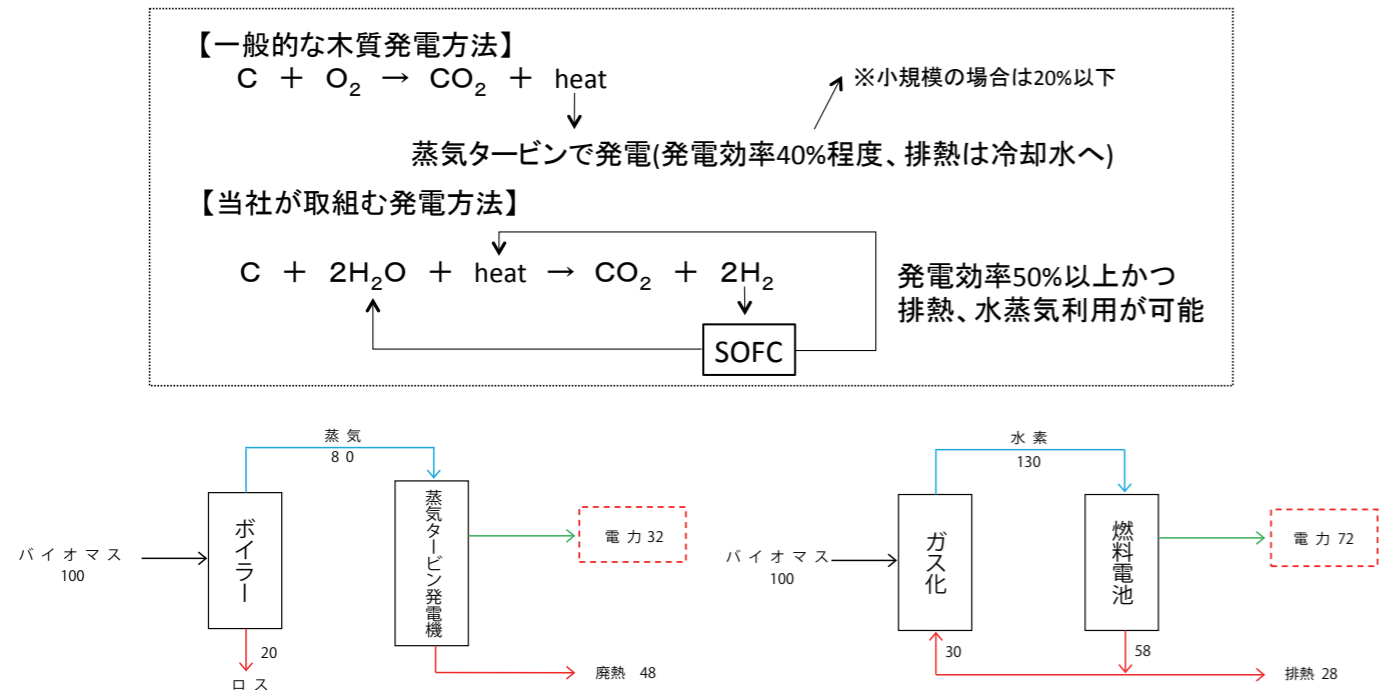 【一般的な木質発電方法】
C + O₂ → CO₂ + heat
※小規模の場合は20%以下
蒸気タービンで発電(発電効率40%程度、排熱は冷却水へ)
【当社が取組む発電方法】
C + 2H₂O + heat → CO₂ + 2H₂
発電効率50%以上かつ
排熱、水蒸気利用が可能
SOFC
蒸気
80
バイオマス
100
ボイラー
蒸気タービン発電機
電力 32
20
ロス
廃熱 48
水素
130
バイオマス
100
ガス化
燃料電池
電力 72
30
58
排熱 28